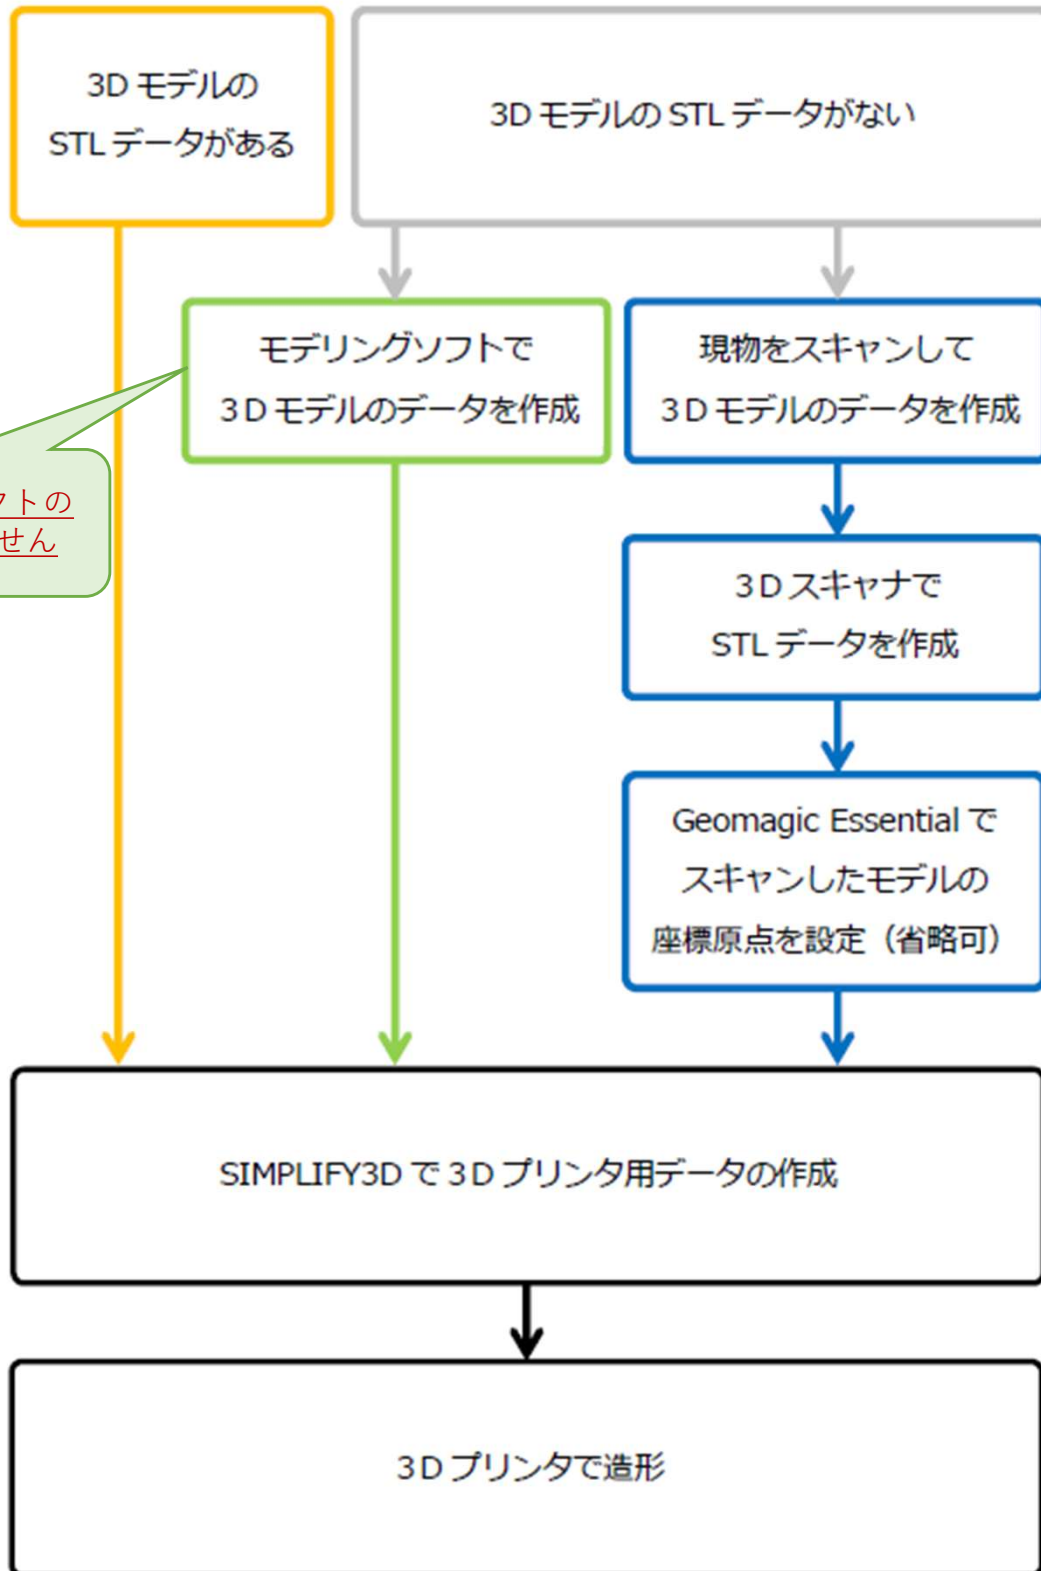 3D モデルの
STL データがある
3D モデルの STL データがない
モデリングソフトで
3D モデルのデータを作成
現物をスキャンして
3D モデルのデータを作成
フトの
せん
3D スキャナで
STL データを作成
Geomagic Essential で
スキャンしたモデルの
座標原点を設定（省略可）
SIMPLIFY3D で 3D プリンタ用データの作成
3D プリンタで造形